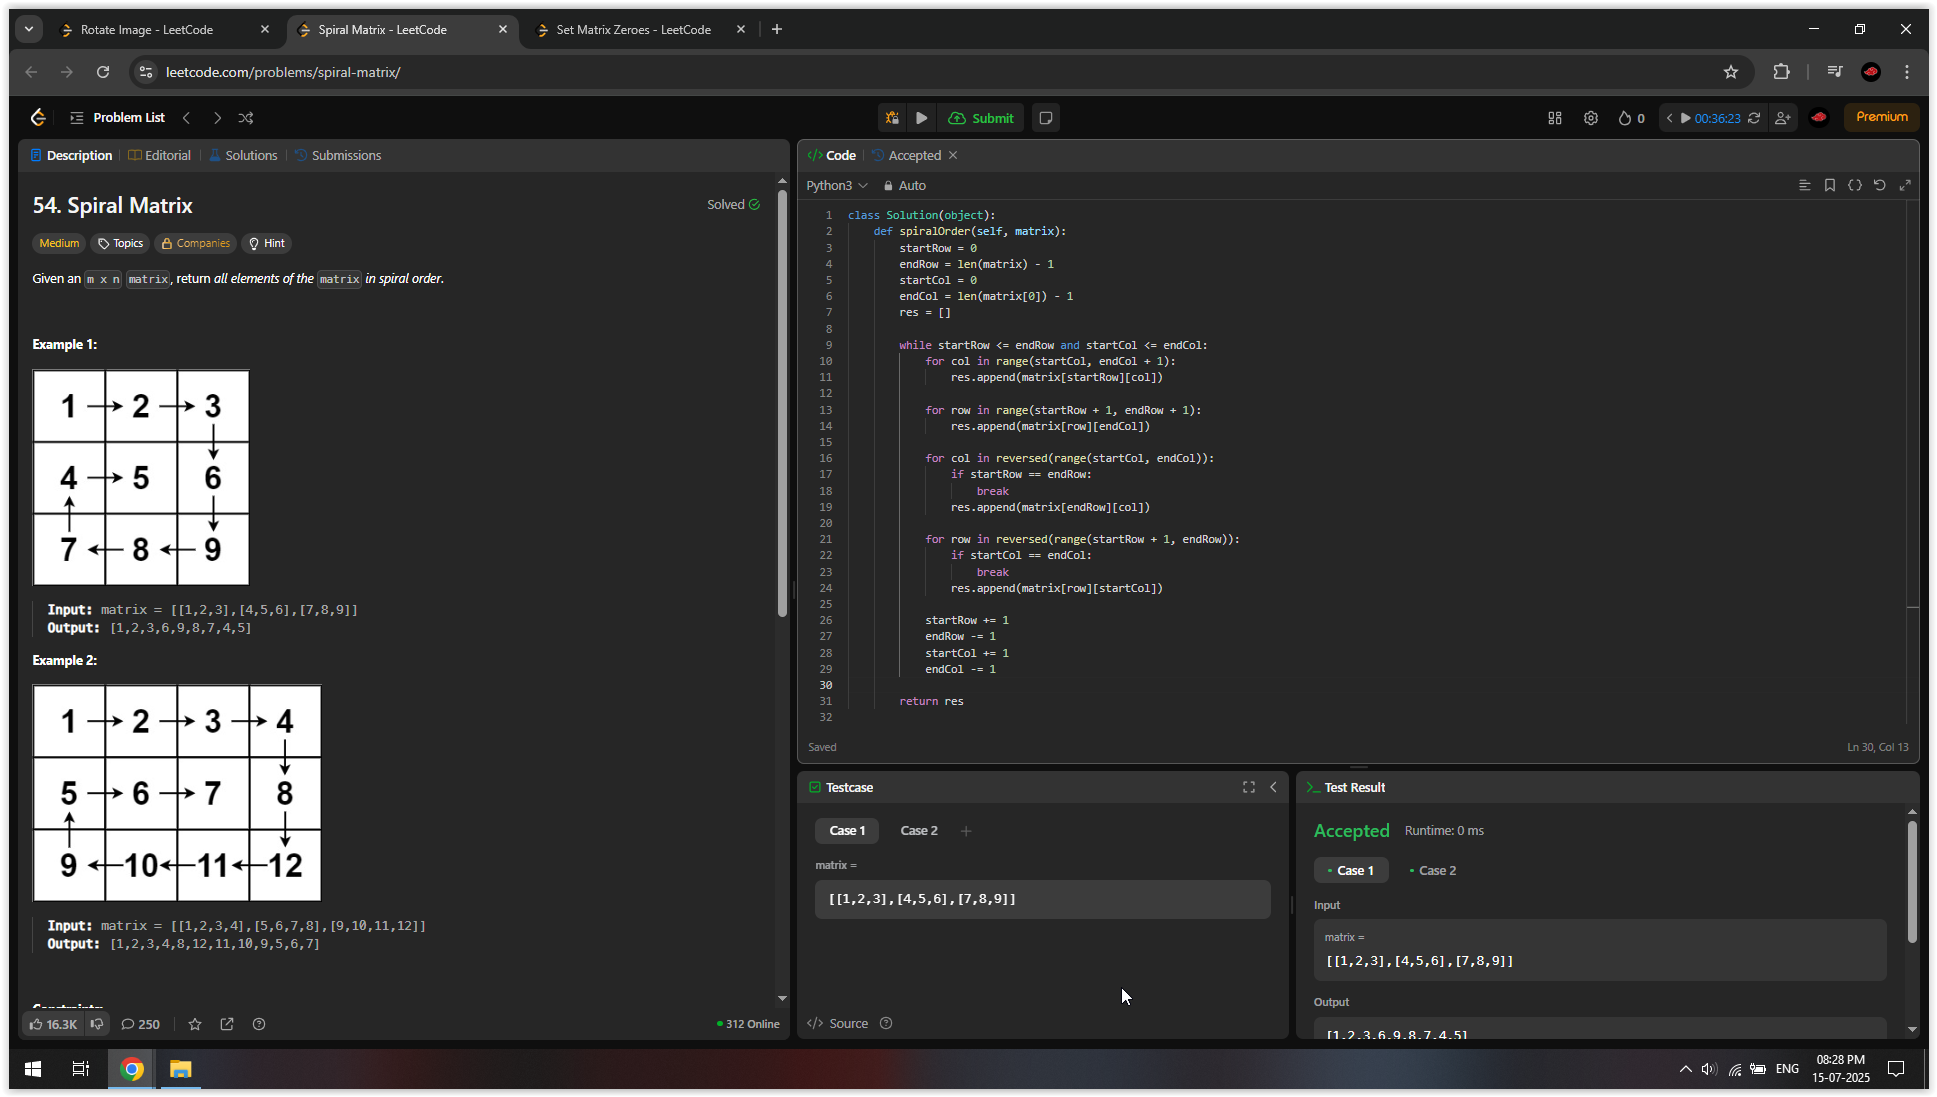 Rotate Image - LeetCode
Spiral Matrix - LeetCode
Set Matrix Zeroes - LeetCode
leetcode.com/problems/spiral-matrix/
Problem List
Submit
0
00:36:23
Premium
Description
Editorial
Solutions
Submissions
54. Spiral Matrix
Solved
Medium
Topics
Companies
Hint
Given an m x n matrix, return all elements of the matrix in spiral order.
Example 1:
1 2 3
4 5 6
7 8 9
Input: matrix = [[1,2,3],[4,5,6],[7,8,9]]
Output: [1,2,3,6,9,8,7,4,5]
Example 2:
1 2 3 4
5 6 7 8
9 10 11 12
Input: matrix = [[1,2,3,4],[5,6,7,8],[9,10,11,12]]
Output: [1,2,3,4,8,12,11,10,9,5,6,7]
16.3K
250
312 Online
Code
Accepted
Python3
Auto
1 class Solution(object):
2     def spiralOrder(self, matrix):
3         startRow = 0
4         endRow = len(matrix) - 1
5         startCol = 0
6         endCol = len(matrix[0]) - 1
7         res = []
8
9         while startRow <= endRow and startCol <= endCol:
10             for col in range(startCol, endCol + 1):
11                 res.append(matrix[startRow][col])
12
13             for row in range(startRow + 1, endRow + 1):
14                 res.append(matrix[row][endCol])
15
16             for col in reversed(range(startCol, endCol)):
17                 if startRow == endRow:
18                     break
19                 res.append(matrix[endRow][col])
20
21             for row in reversed(range(startRow + 1, endRow)):
22                 if startCol == endCol:
23                     break
24                 res.append(matrix[row][startCol])
25
26             startRow += 1
27             endRow -= 1
28             startCol += 1
29             endCol -= 1
30
31         return res
32
Saved
Ln 30, Col 13
Testcase
Case 1
Case 2
matrix =
[[1,2,3],[4,5,6],[7,8,9]]
Source
Test Result
Accepted
Runtime: 0 ms
Case 1
Case 2
Input
matrix =
[[1,2,3],[4,5,6],[7,8,9]]
Output
[1,2,3,6,9,8,7,4,5]
ENG
08:28 PM
15-07-2025